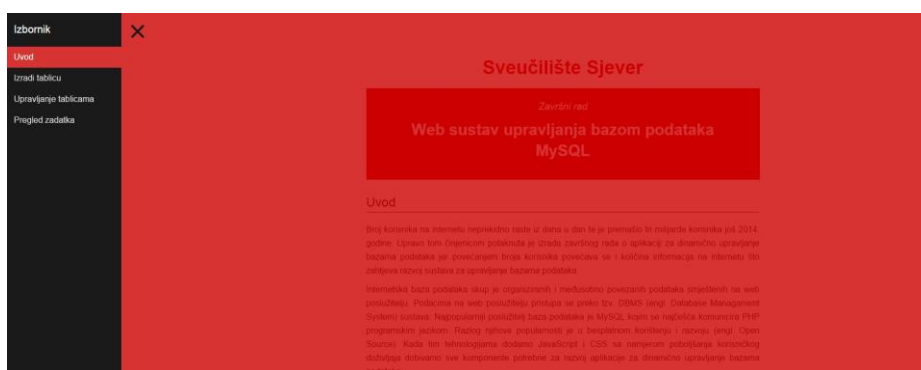 Izbornik
Uvod
Izradi tablicu
Upravljanje tablicama
Pregled zadatka
Sveučilište Sjever
Završni rad
Web sustav upravljanja bazom podataka
MySQL
Uvod
Broj korisnika na internetu neprekidno raste iz dana u dan te je premašio tri milijarde korisnika još 2014.
godine. Upravo tom činjenicom potaknuta je izrada završnog rada o aplikaciji za dinamično upravljanje
bazama podataka jer povećanjem broja korisnika povećava se i količina informacija na internetu što
zahtjeva razvoj sustava za upravljanje bazama podataka
Internetska baza podataka skup je organiziranih i međusobno povezanih podataka smještenih na web
poslužitelju. Podacima na web poslužitelju pristupa se preko tzv. DBMS (engl. Database Management
System) sustava. Najpopularniji poslužitelj baza podataka je MySQL kojim se najčešće komunicira PHP
programskim jezikom. Razlog njihove popularnosti je u besplatnom korištenju i razvoju (engl. Open
Source). Kada tim tehnologijama dodamo JavaScript i CSS sa namjerom poboljšanja korisničkog
doživljaja dobivamo sve komponente potrebne za razvoj aplikacije za dinamično upravljanje bazama